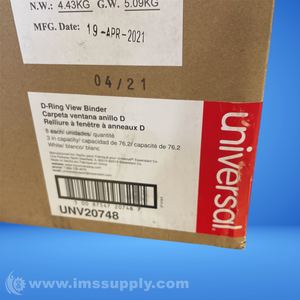 N.W.: 4.43KG G.W.: 5.09KG
MFG. Date: 19-APR-2021
04/21
D-Ring View Binder
Carpeta ventana anillo D
Relliure à fenêtre à anneaux D
6 each/ unidades/ quantité
3 in capacity/ capacidad de 76,2/ capacité de 76,2
White/ blanco/ blanc
UNV20748
universal
www.imssupply.com